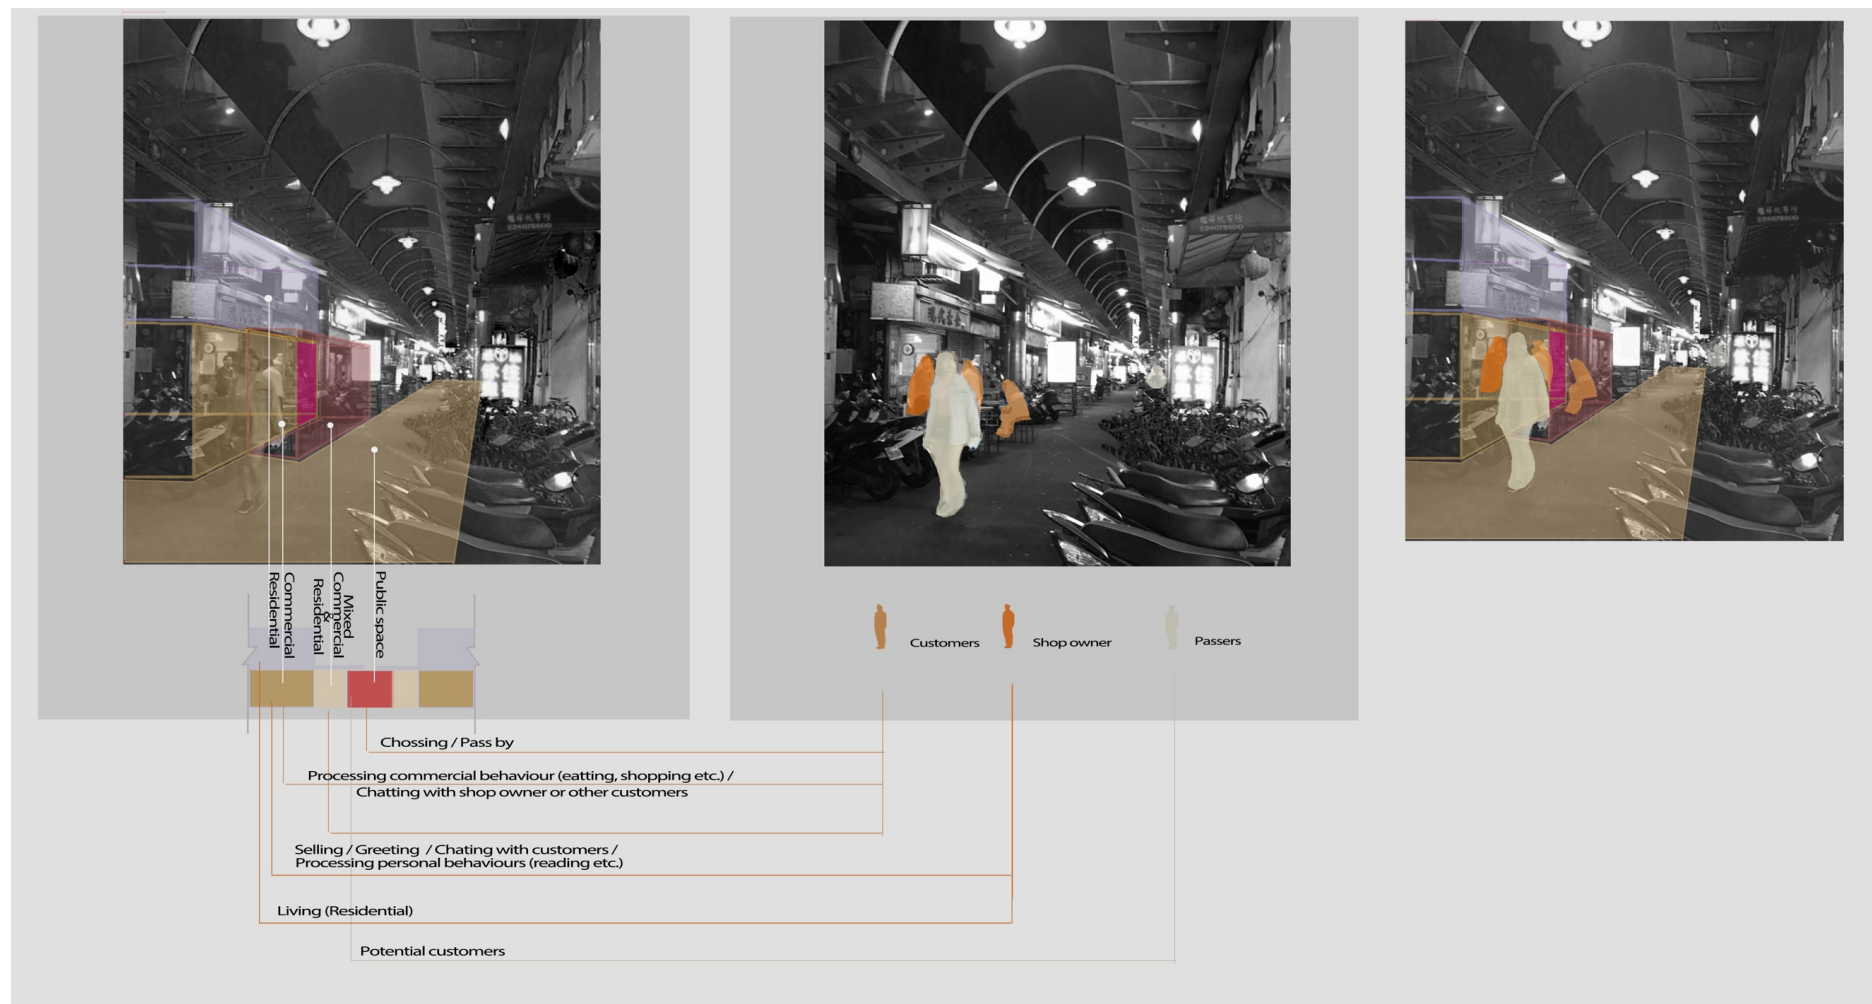 Residential
Commercial
Residential
&
Commercial
Mixed
Public space
Customers
Shop owner
Passers
Chossing / Pass by
Processing commercial behaviour (eatting, shopping etc.) /
Chatting with shop owner or other customers
Selling / Greeting / Chating with customers /
Processing personal behaviours (reading etc.)
Living (Residential)
Potential customers